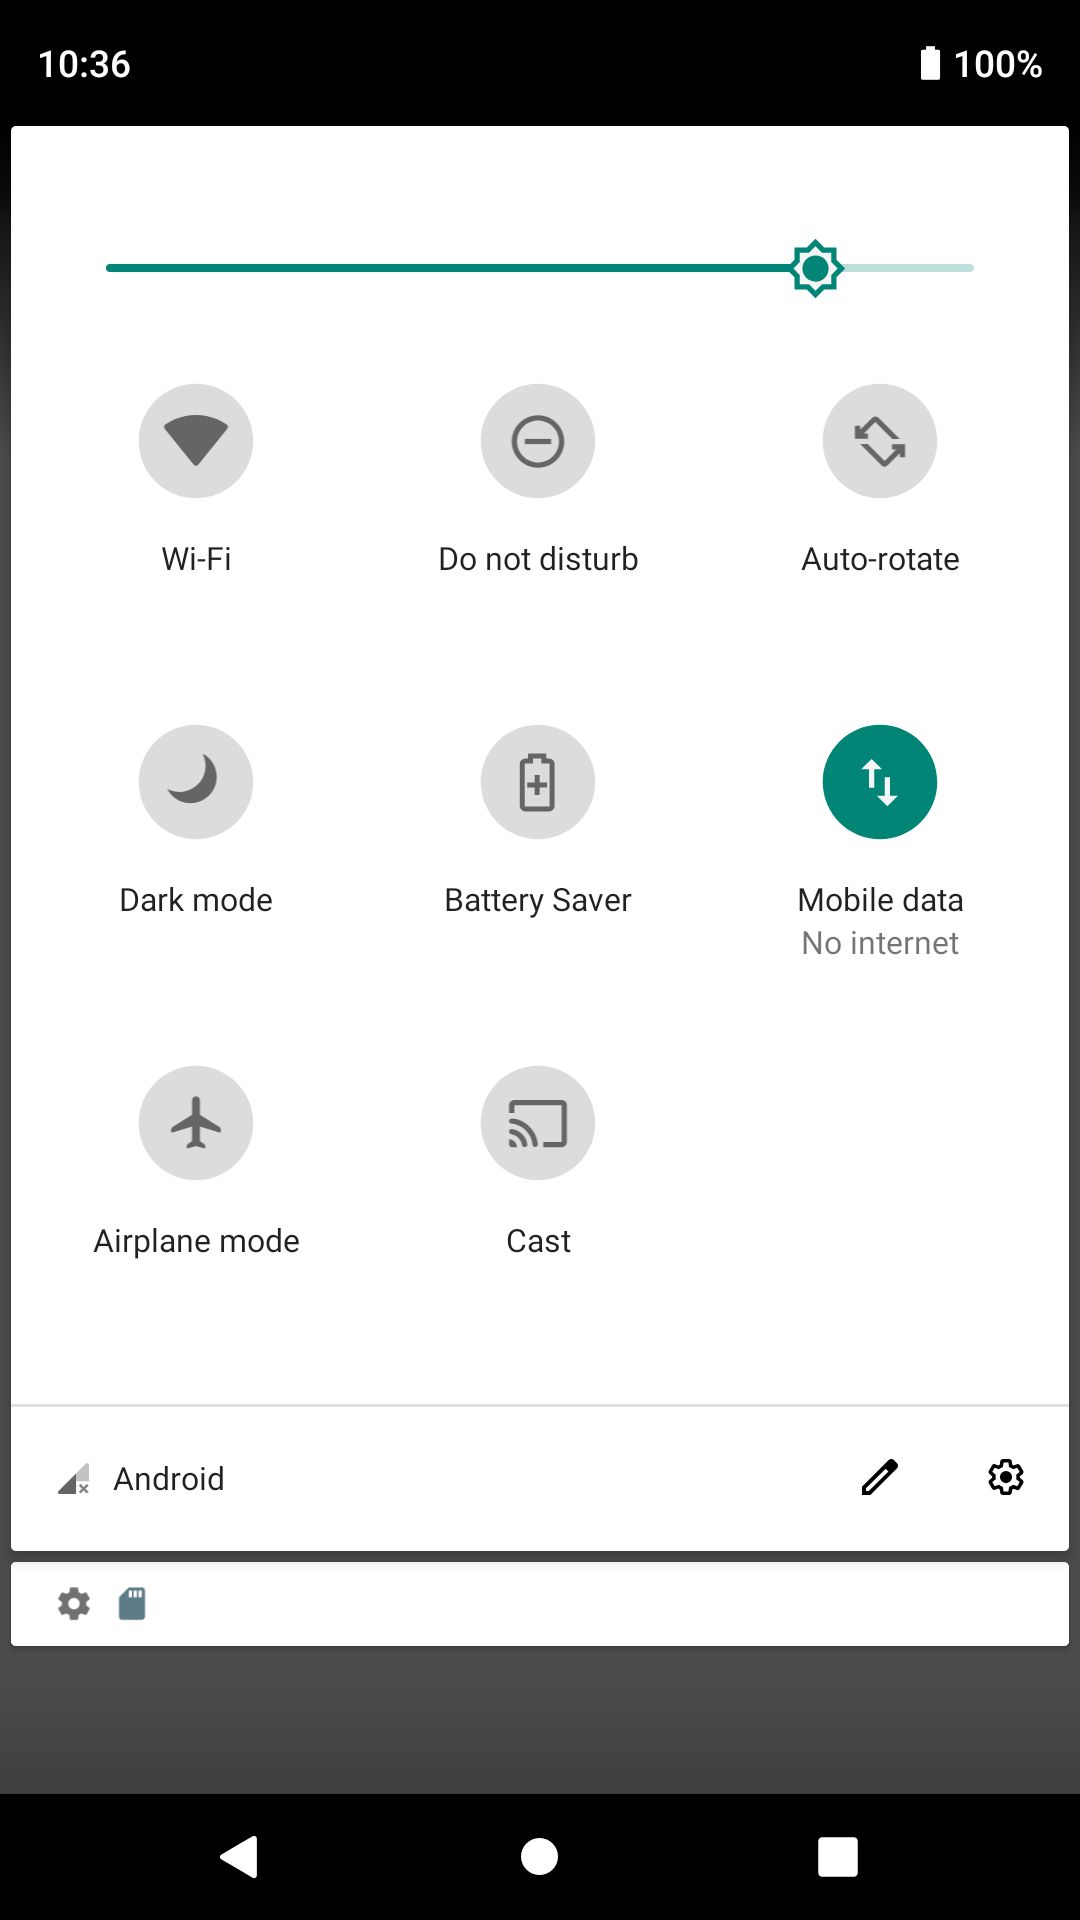 10:36
100%
Wi-Fi
Do not disturb
Auto-rotate
Dark mode
Battery Saver
Mobile data
No internet
Airplane mode
Cast
Android